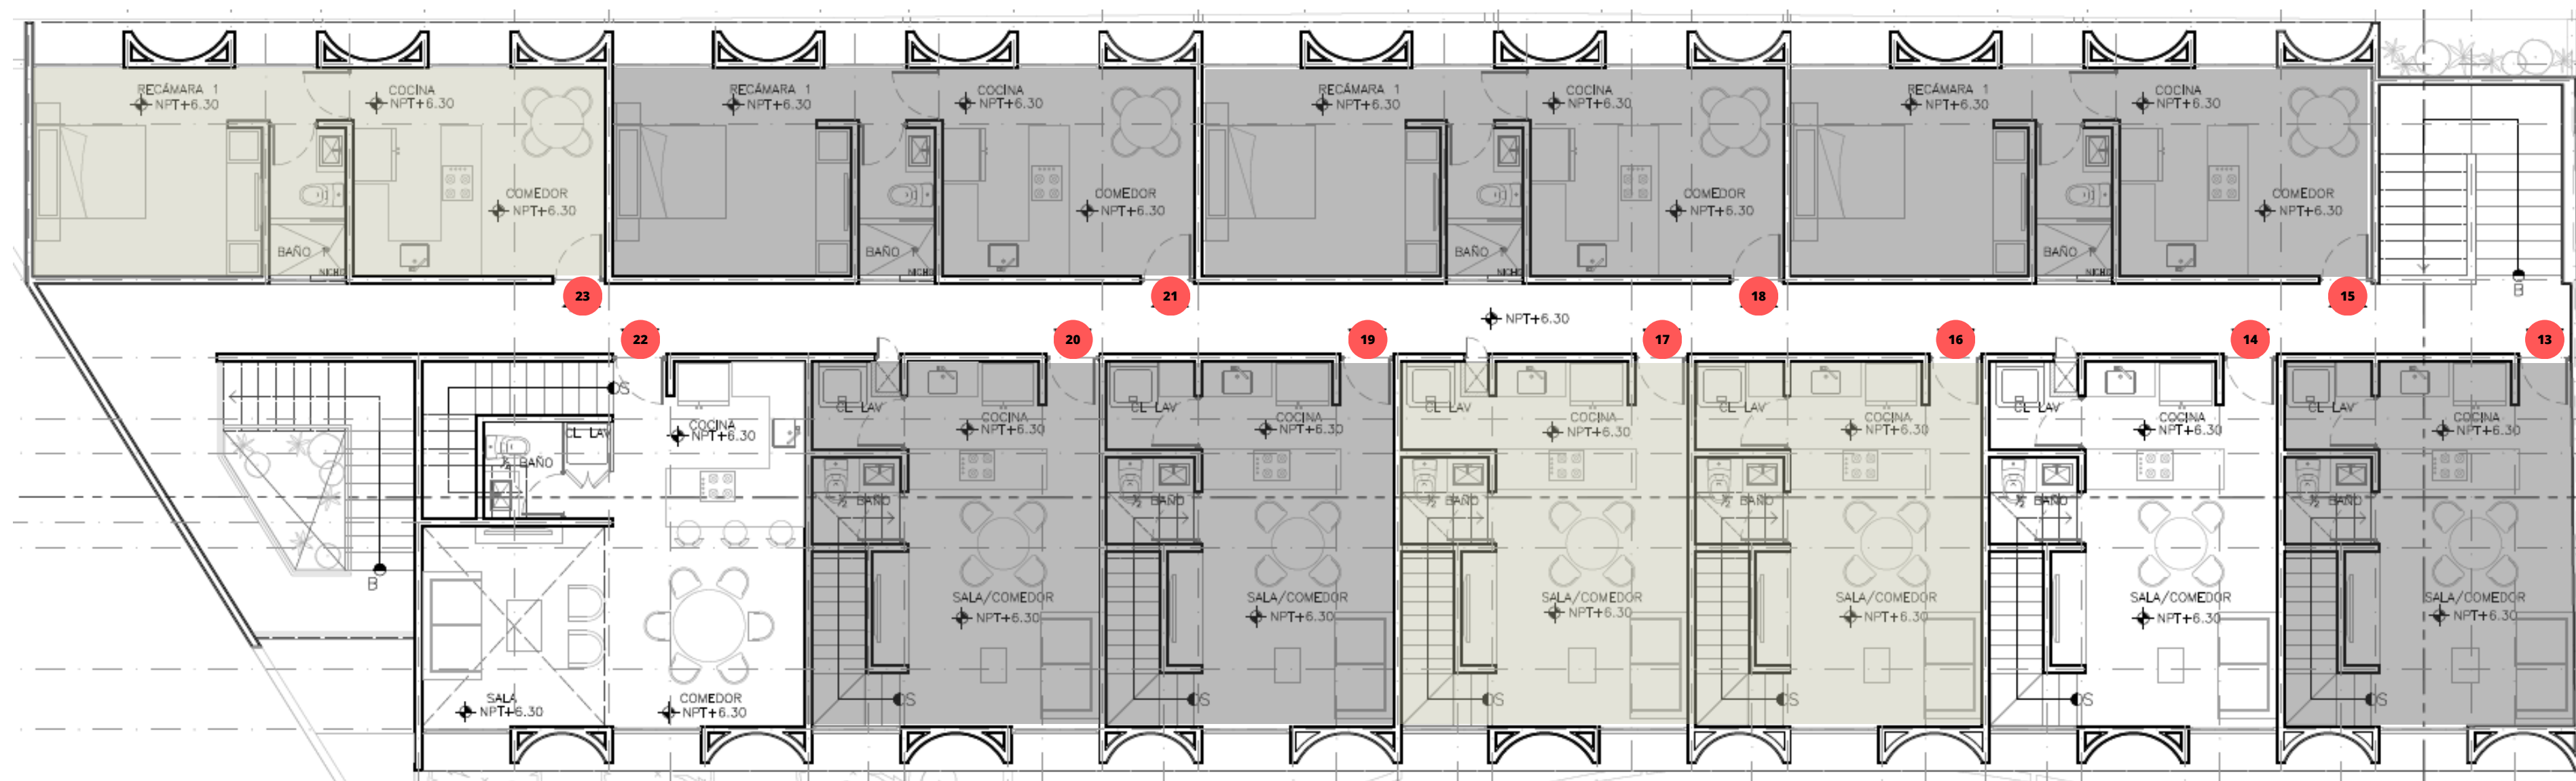 RECÁMARA 1
NPT+6.30
COCINA
NPT+6.30
COMEDOR
NPT+6.30
BAÑO
NICHO
RECÁMARA 1
NPT+6.30
COCINA
NPT+6.30
COMEDOR
NPT+6.30
BAÑO
NICHO
RECÁMARA 1
NPT+6.30
COCINA
NPT+6.30
COMEDOR
NPT+6.30
BAÑO
NICHO
RECÁMARA 1
NPT+6.30
COCINA
NPT+6.30
COMEDOR
NPT+6.30
BAÑO
NICHO
B
23
21
18
15
NPT+6.30
22
20
19
17
16
14
13
S
COCINA
NPT+6.30
CL LAV
½ BAÑO
B
SALA
NPT+6.30
COMEDOR
NPT+6.30
CL LAV
COCINA
NPT+6.30
½ BAÑO
SALA/COMEDOR
NPT+6.30
S
CL LAV
COCINA
NPT+6.30
½ BAÑO
SALA/COMEDOR
NPT+6.30
S
CL LAV
COCINA
NPT+6.30
½ BAÑO
SALA/COMEDOR
NPT+6.30
S
CL LAV
COCINA
NPT+6.30
½ BAÑO
SALA/COMEDOR
NPT+6.30
S
CL LAV
COCINA
NPT+6.30
½ BAÑO
SALA/COMEDOR
NPT+6.30
S
CL LAV
COCINA
NPT+6.30
½ BAÑO
SALA/COMEDOR
NPT+6.30
S